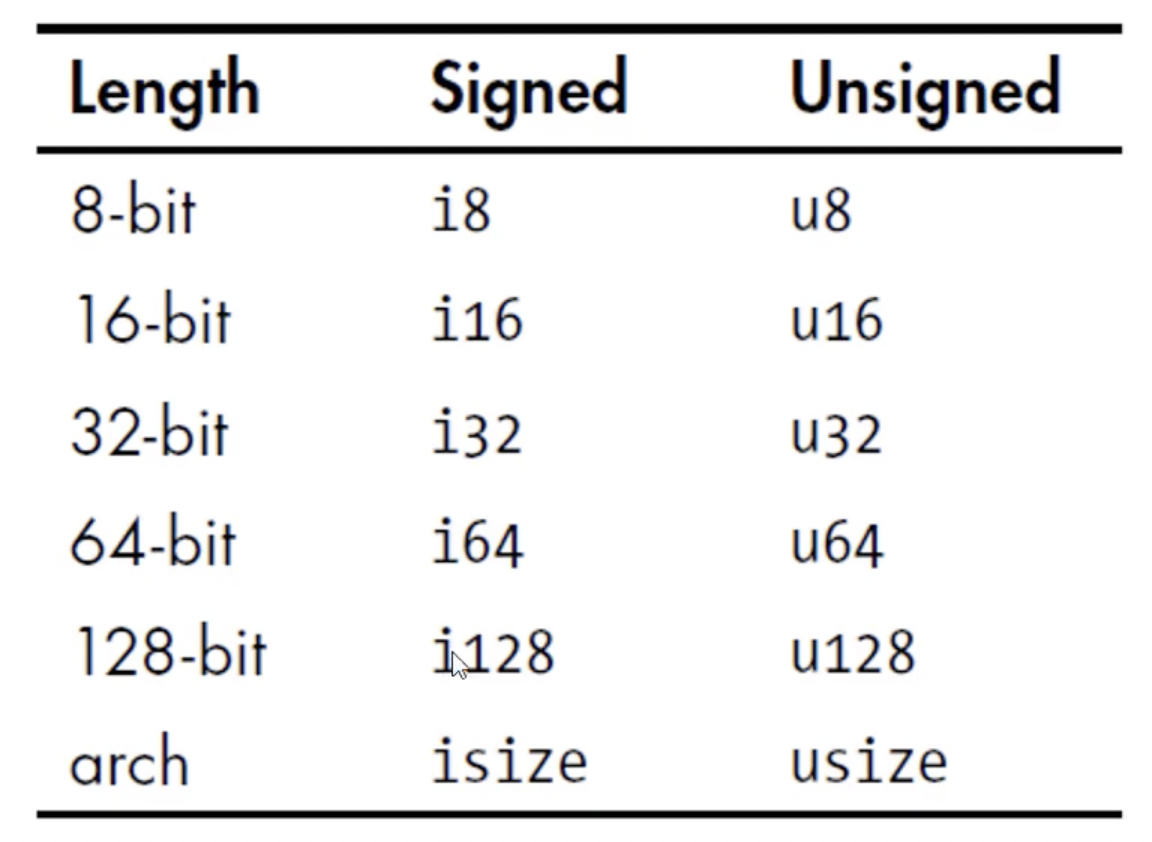 Length Signed Unsigned
8-bit i8 u8
16-bit i16 u16
32-bit i32 u32
64-bit i64 u64
128-bit i128 u128
arch isize usize